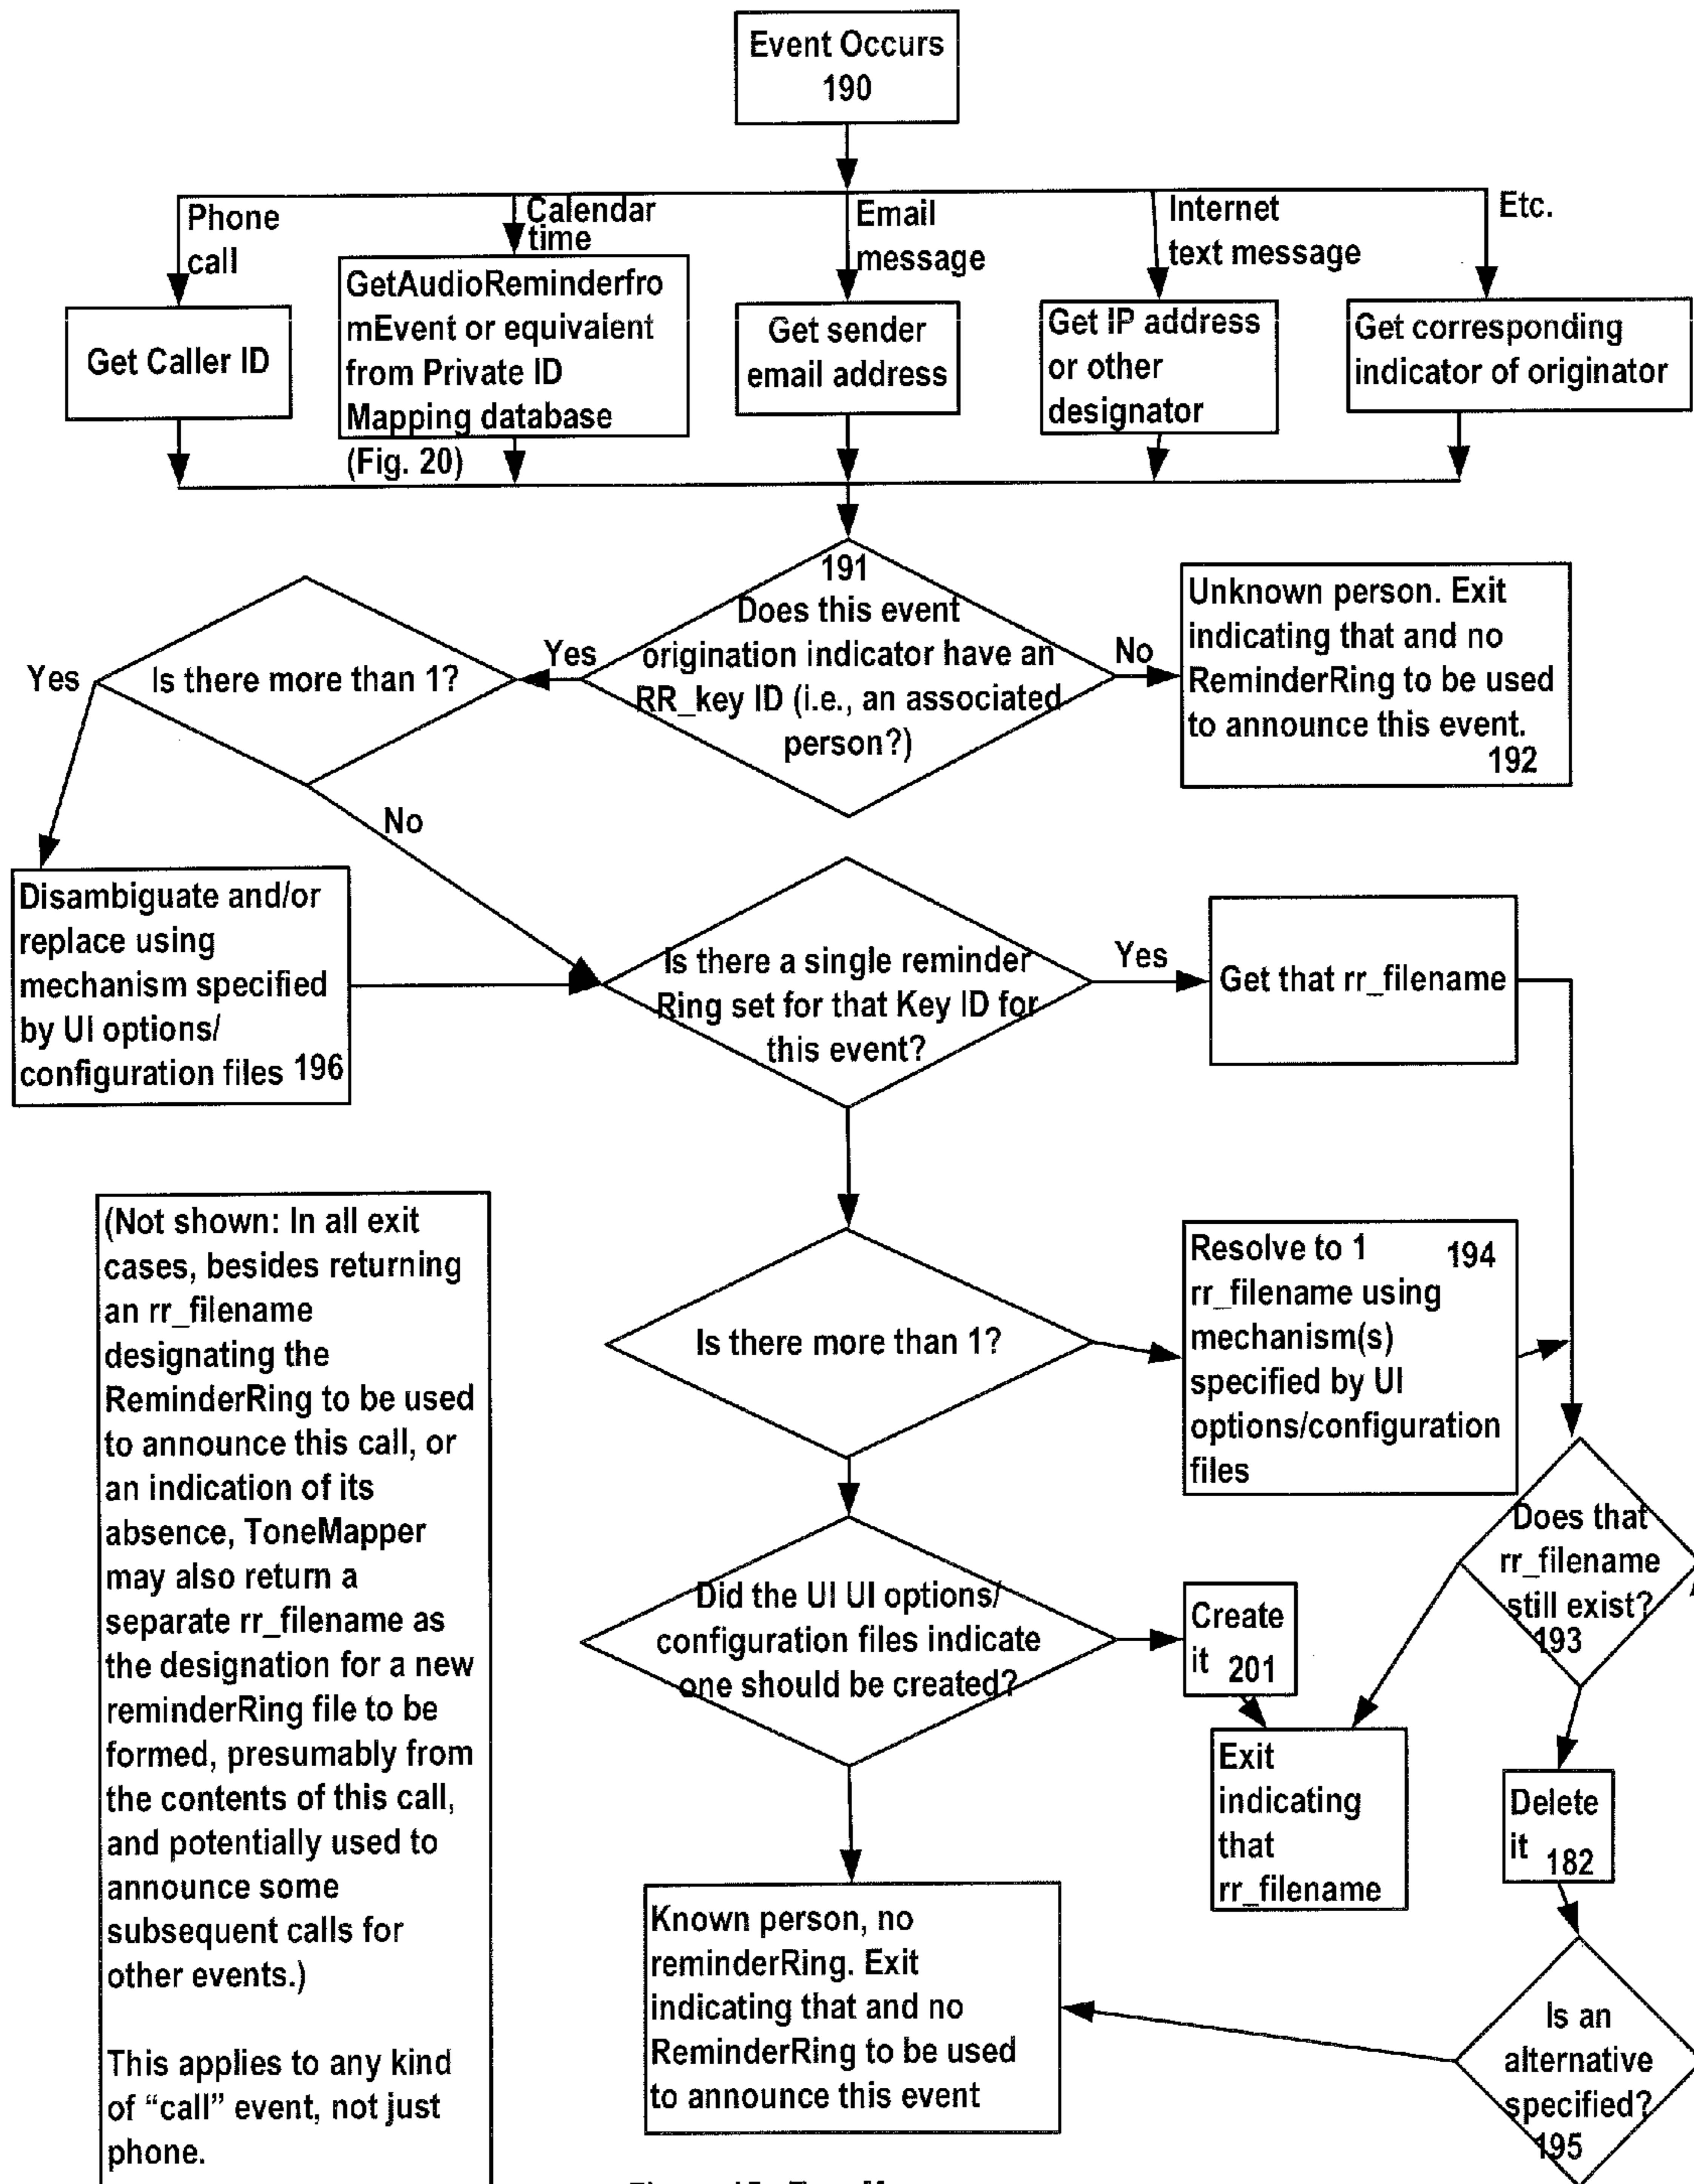 Event Occurs
190
Phone
call
Calendar
time
Email
message
Internet
text message
Etc.
Get Caller ID
GetAudioReminderfro
mEvent or equivalent
from Private ID
Mapping database
(Fig. 20)
Get sender
email address
Get IP address
or other
designator
Get corresponding
indicator of originator
191
Does this event
origination indicator have an
RR_key ID (i.e., an associated
person?)
Yes
No
Unknown person. Exit
indicating that and no
ReminderRing to be used
to announce this event.
192
Is there more than 1?
Yes
No
Disambiguate and/or
replace using
mechanism specified
by UI options/
configuration files 196
Is there a single reminder
Ring set for that Key ID for
this event?
Yes
Get that rr_filename
Is there more than 1?
Resolve to 1 194
rr_filename using
mechanism(s)
specified by UI
options/configuration
files
Does that
rr_filename
still exist?
193
Did the UI UI options/
configuration files indicate
one should be created?
Create
it 201
Exit
indicating
that
rr_filename
Delete
it 182
Is an
alternative
specified?
195
Known person, no
reminderRing. Exit
indicating that and no
ReminderRing to be used
to announce this event
(Not shown: In all exit
cases, besides returning
an rr_filename
designating the
ReminderRing to be used
to announce this call, or
an indication of its
absence, ToneMapper
may also return a
separate rr_filename as
the designation for a new
reminderRing file to be
formed, presumably from
the contents of this call,
and potentially used to
announce some
subsequent calls for
other events.)
This applies to any kind
of “call” event, not just
phone.